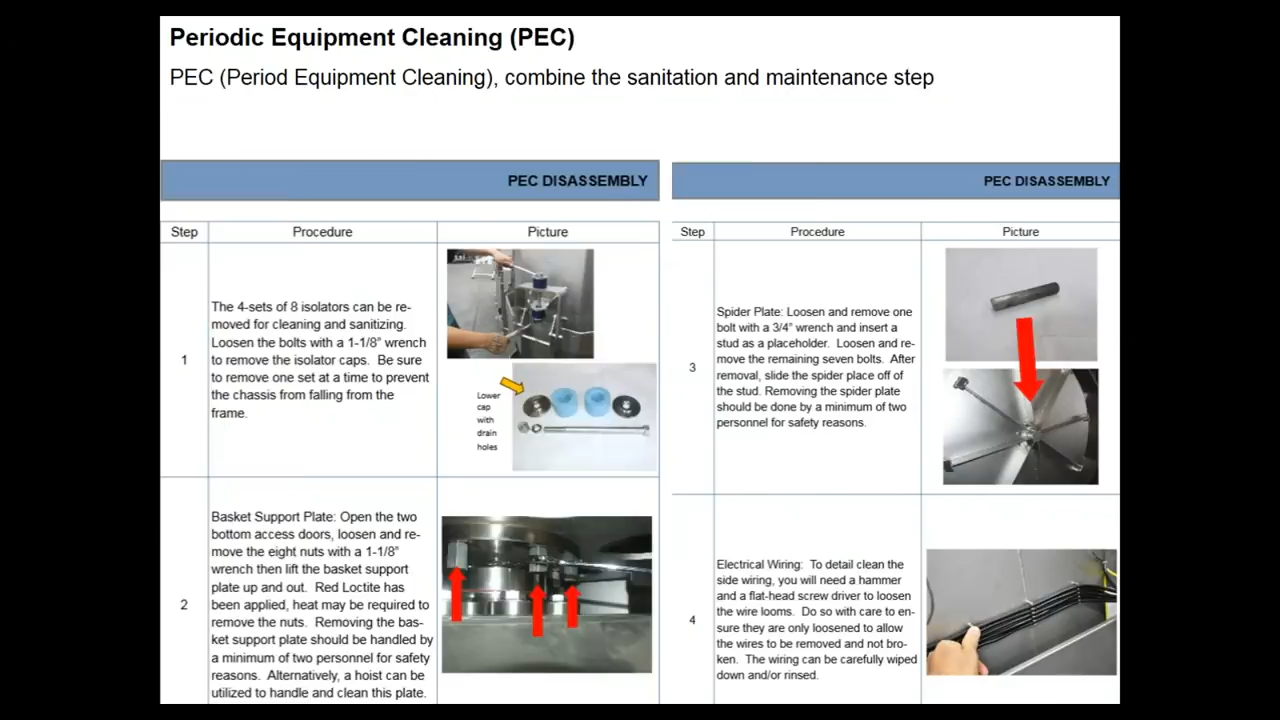 Periodic Equipment Cleaning (PEC)
PEC (Period Equipment Cleaning), combine the sanitation and maintenance step
PEC DISASSEMBLY
Step Procedure Picture
1
The 4-sets of 8 isolators can be re-
moved for cleaning and sanitizing.
Loosen the bolts with a 1-1/8" wrench
to remove the isolator caps. Be sure
to remove one set at a time to prevent
the chassis from falling from the
frame.
Lower
cap
with
drain
holes
2
Basket Support Plate: Open the two
bottom access doors, loosen and re-
move the eight nuts with a 1-1/8"
wrench then lift the basket support
plate up and out. Red Loctite has
been applied, heat may be required to
remove the nuts. Removing the bas-
ket support plate should be handled by
a minimum of two personnel for safety
reasons. Alternatively, a hoist can be
utilized to handle and clean this plate.
PEC DISASSEMBLY
Step Procedure Picture
3
Spider Plate: Loosen and remove one
bolt with a 3/4" wrench and insert a
stud as a placeholder. Loosen and re-
move the remaining seven bolts. After
removal, slide the spider place off of
the stud. Removing the spider plate
should be done by a minimum of two
personnel for safety reasons.
4
Electrical Wiring: To detail clean the
side wiring, you will need a hammer
and a flat-head screw driver to loosen
the wire looms. Do so with care to en-
sure they are only loosened to allow
the wires to be removed and not bro-
ken. The wiring can be carefully wiped
down and/or rinsed.